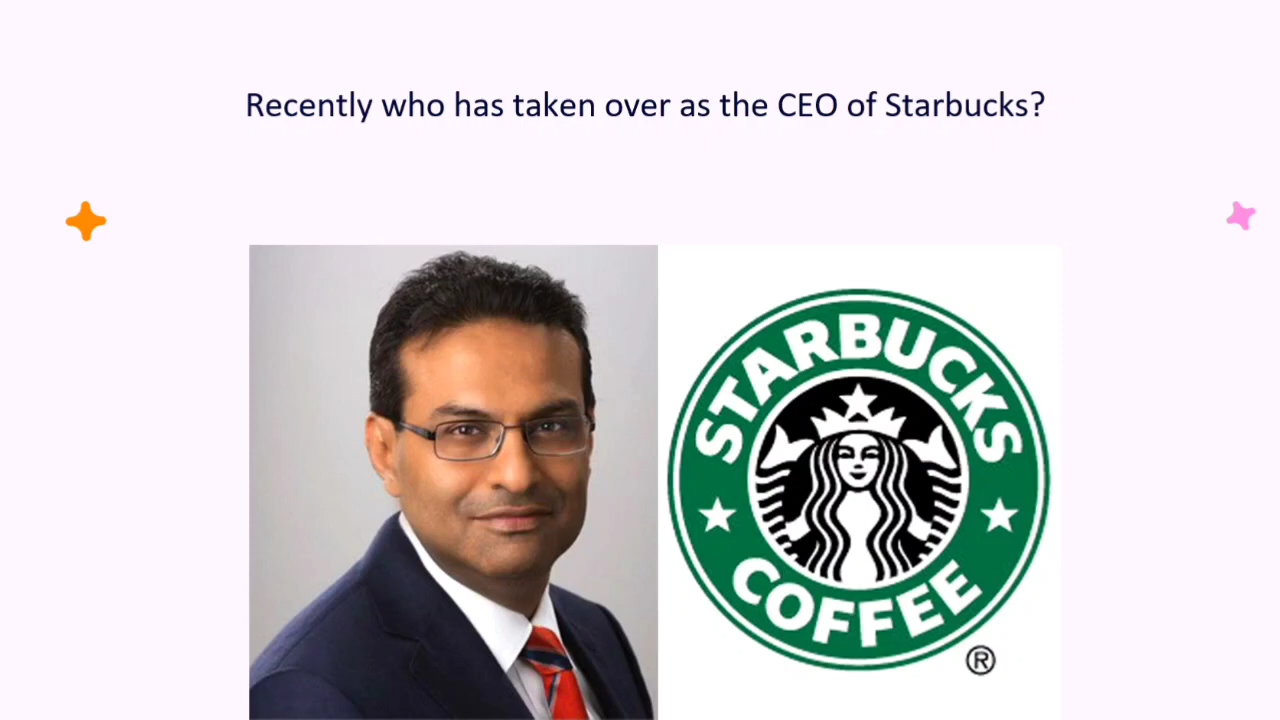 Recently who has taken over as the CEO of Starbucks?
STARBUCKS
COFFEE
®